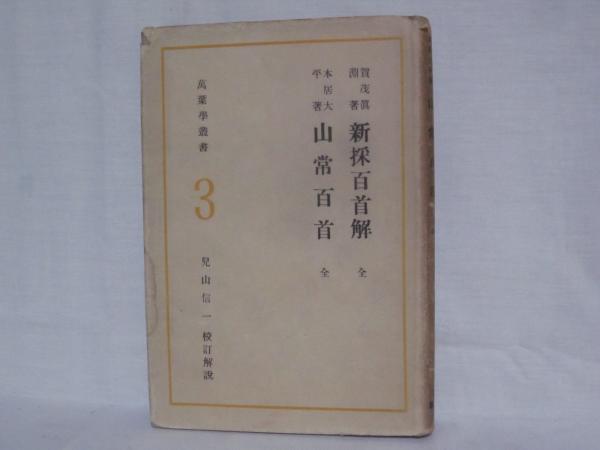 賀茂眞淵著
新採百首解 全
本居大平著
山常百首 全
萬葉學叢書
3
兒山信一 校訂解說